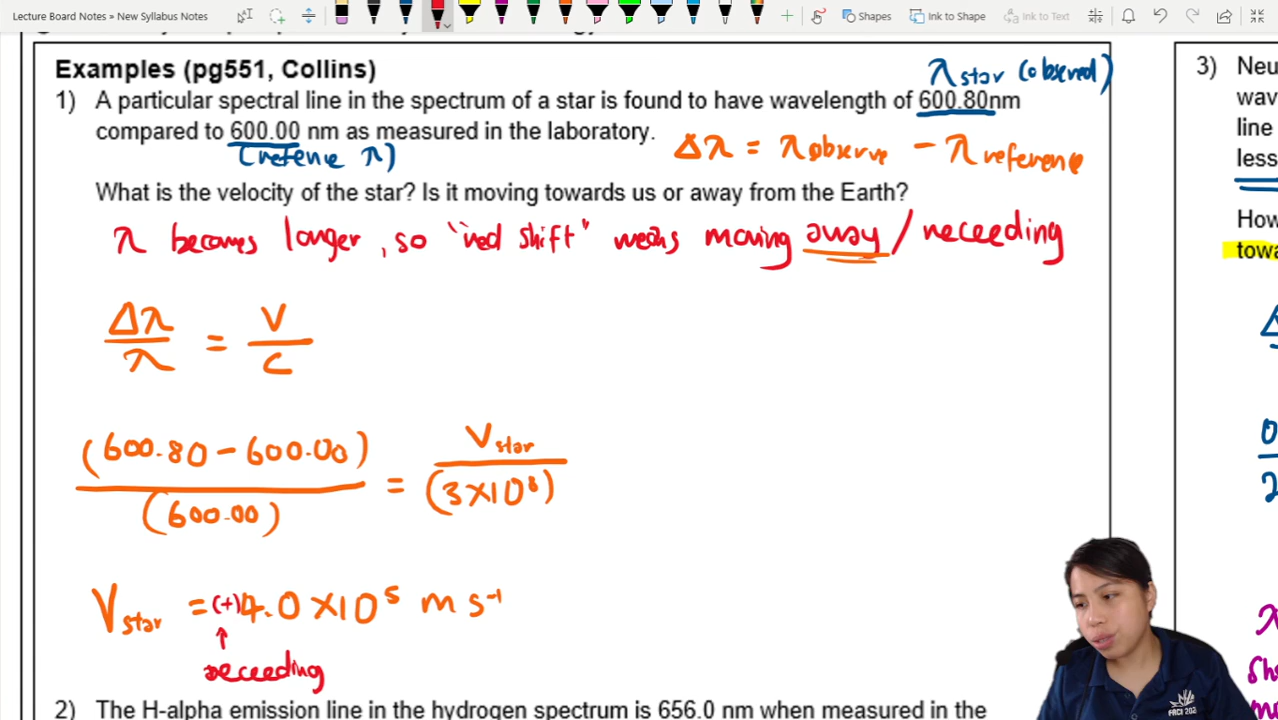 Lecture Board Notes » New Syllabus Notes
Shapes
Ink to Shape
Ink to Text
Examples (pg551, Collins)
λ star (observed)
1) A particular spectral line in the spectrum of a star is found to have wavelength of 600.80nm
compared to 600.00 nm as measured in the laboratory.
Δλ = λ observe - λ reference
What is the velocity of the star? Is it moving towards us or away from the Earth?
λ becomes longer, so "red shift" means moving away / receeding
Δλ/λ = V/C
(600.80 - 600.00)/(600.00) = V star/(3×10⁸)
V star = (+)4.0 ×10⁵ m s⁻¹
↑
receeding
2) The H-alpha emission line in the hydrogen spectrum is 656.0 nm when measured in the
3) Neu
wav
line
less
How
towa